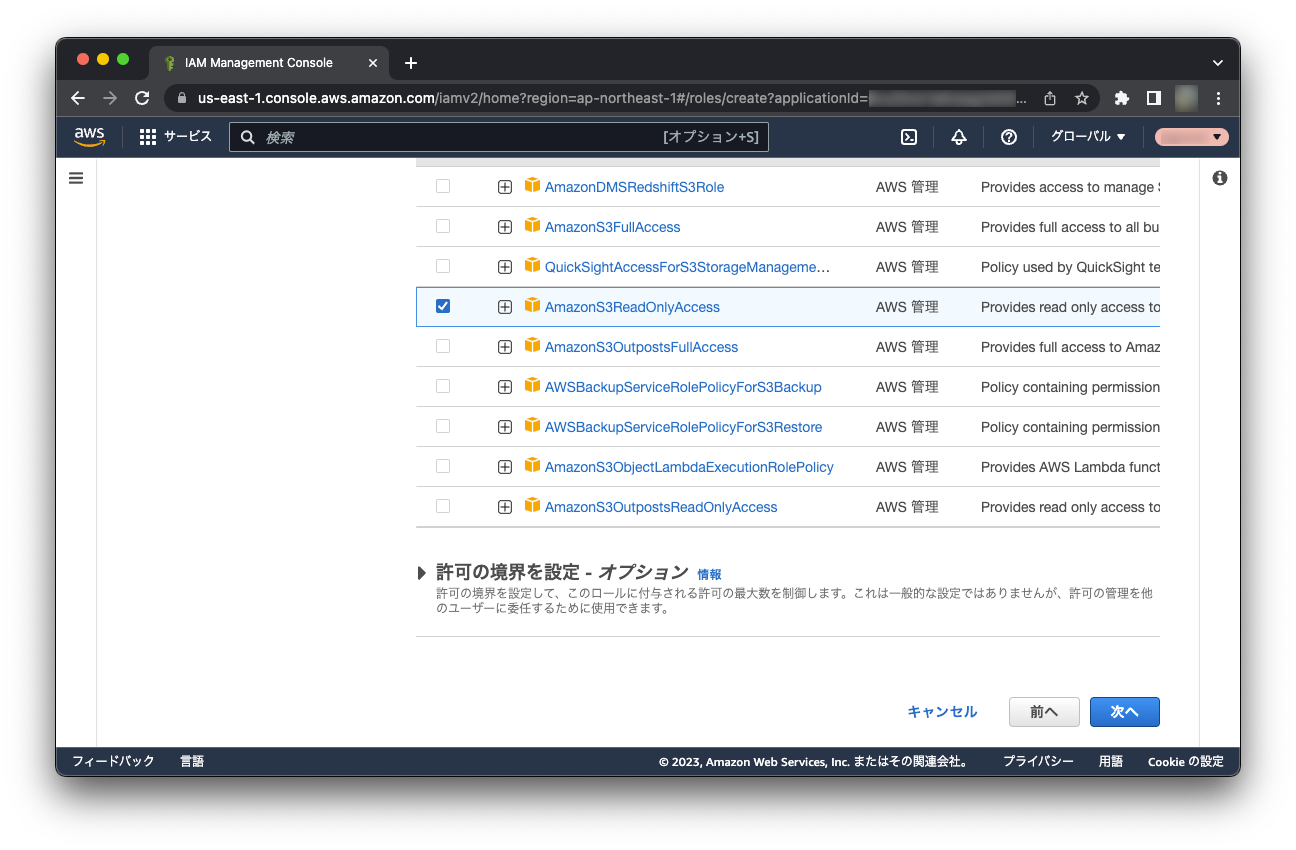 IAM Management Console
us-east-1.console.aws.amazon.com/iamv2/home?region=ap-northeast-1#/roles/create?applicationId=
...
aws サービス 検索 [オプション+S] グローバル
AmazonDMSRedshiftS3Role AWS 管理 Provides access to manage S
AmazonS3FullAccess AWS 管理 Provides full access to all bu
QuickSightAccessForS3StorageManageme... AWS 管理 Policy used by QuickSight te
AmazonS3ReadOnlyAccess AWS 管理 Provides read only access to
AmazonS3OutpostsFullAccess AWS 管理 Provides full access to Amaz
AWSBackupServiceRolePolicyForS3Backup AWS 管理 Policy containing permission
AWSBackupServiceRolePolicyForS3Restore AWS 管理 Policy containing permission
AmazonS3ObjectLambdaExecutionRolePolicy AWS 管理 Provides AWS Lambda funct
AmazonS3OutpostsReadOnlyAccess AWS 管理 Provides read only access to
許可の境界を設定 - オプション 情報
許可の境界を設定して、このロールに付与される許可の最大数を制御します。これは一般的な設定ではありませんが、許可の管理を他
のユーザーに委任するために使用できます。
キャンセル 前へ 次へ
フィードバック 言語 © 2023, Amazon Web Services, Inc. またはその関連会社。 プライバシー 用語 Cookie の設定